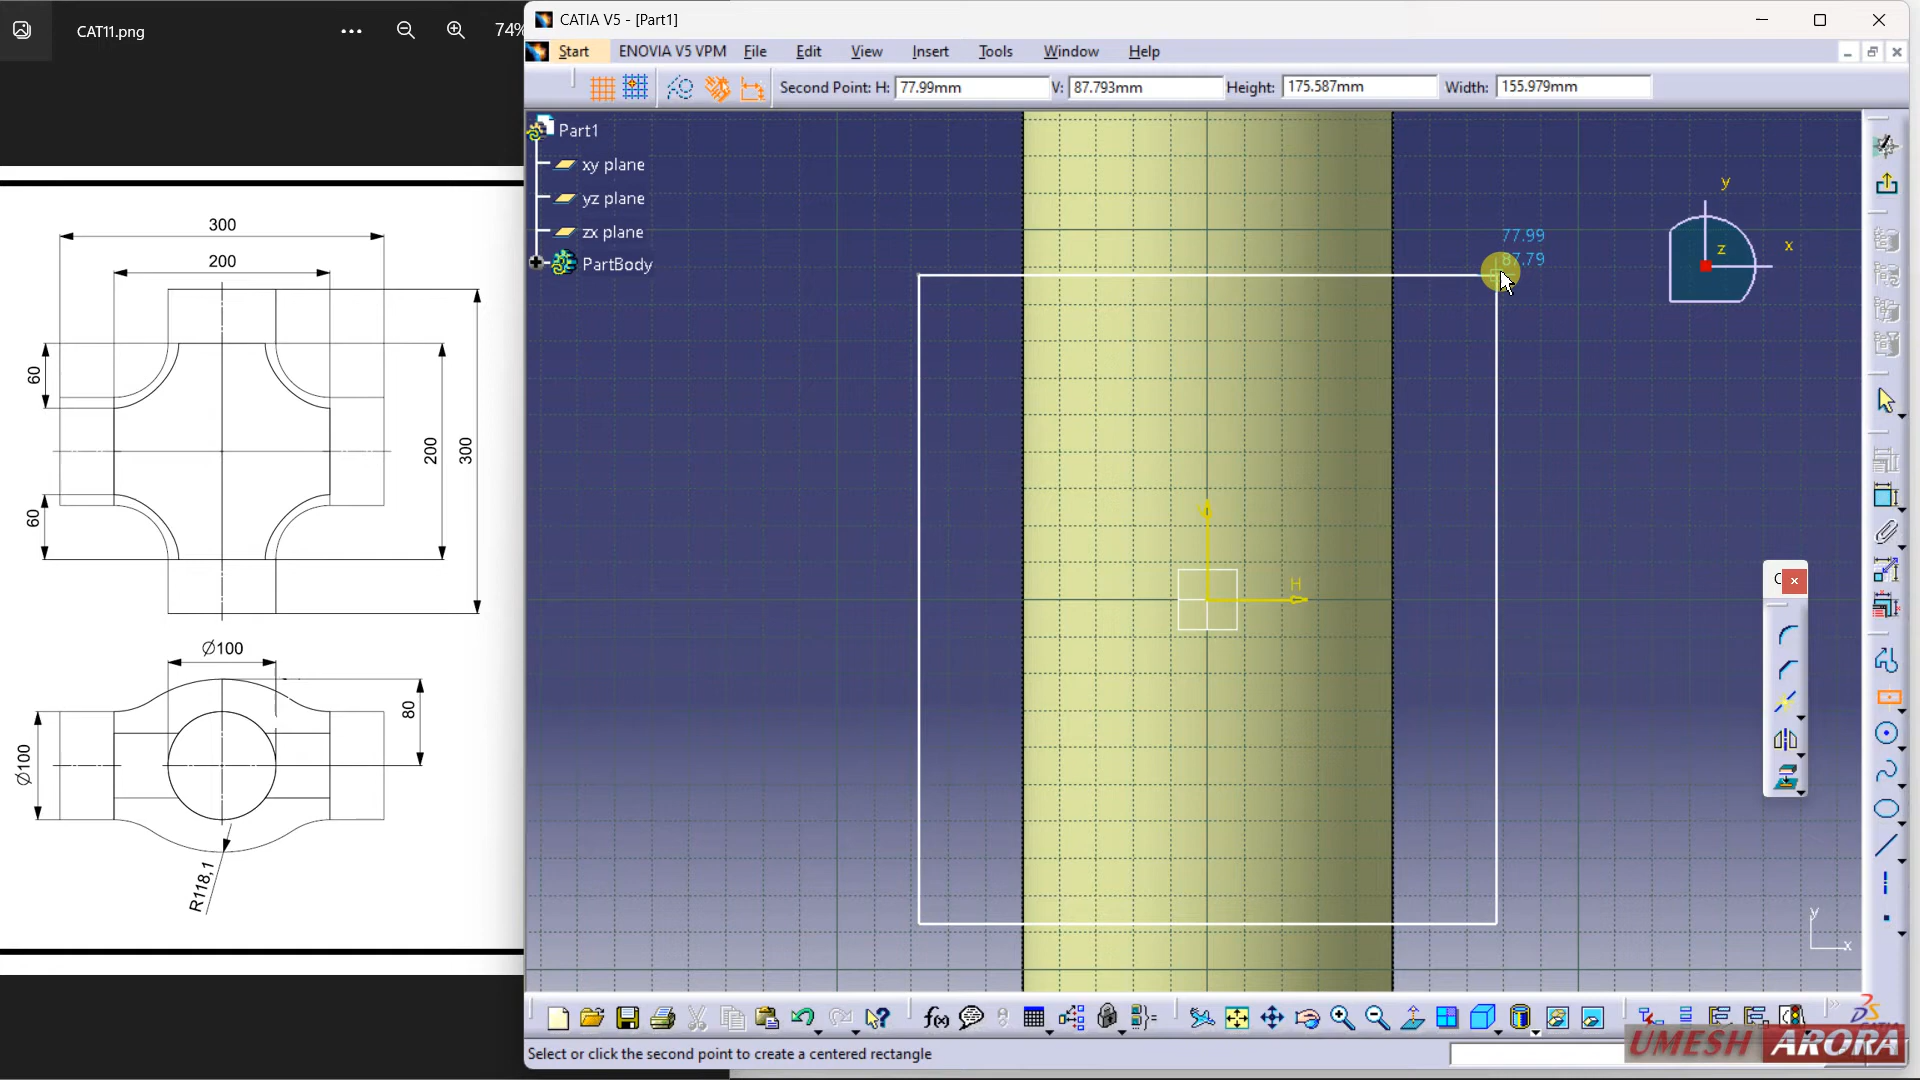 CAT11.png
74%
CATIA V5 - [Part1]
Start ENOVIA V5 VPM File Edit View Insert Tools Window Help
Second Point: H: 77.99mm V: 87.793mm Height: 175.587mm Width: 155.979mm
Part1
xy plane
yz plane
zx plane
PartBody
77.99
87.79
y
z
x
V
H
300
200
60
200
300
60
Ø100
80
Ø100
R118,1
y
x
f(x)
Select or click the second point to create a centered rectangle
UMESH ARORA
CATIA